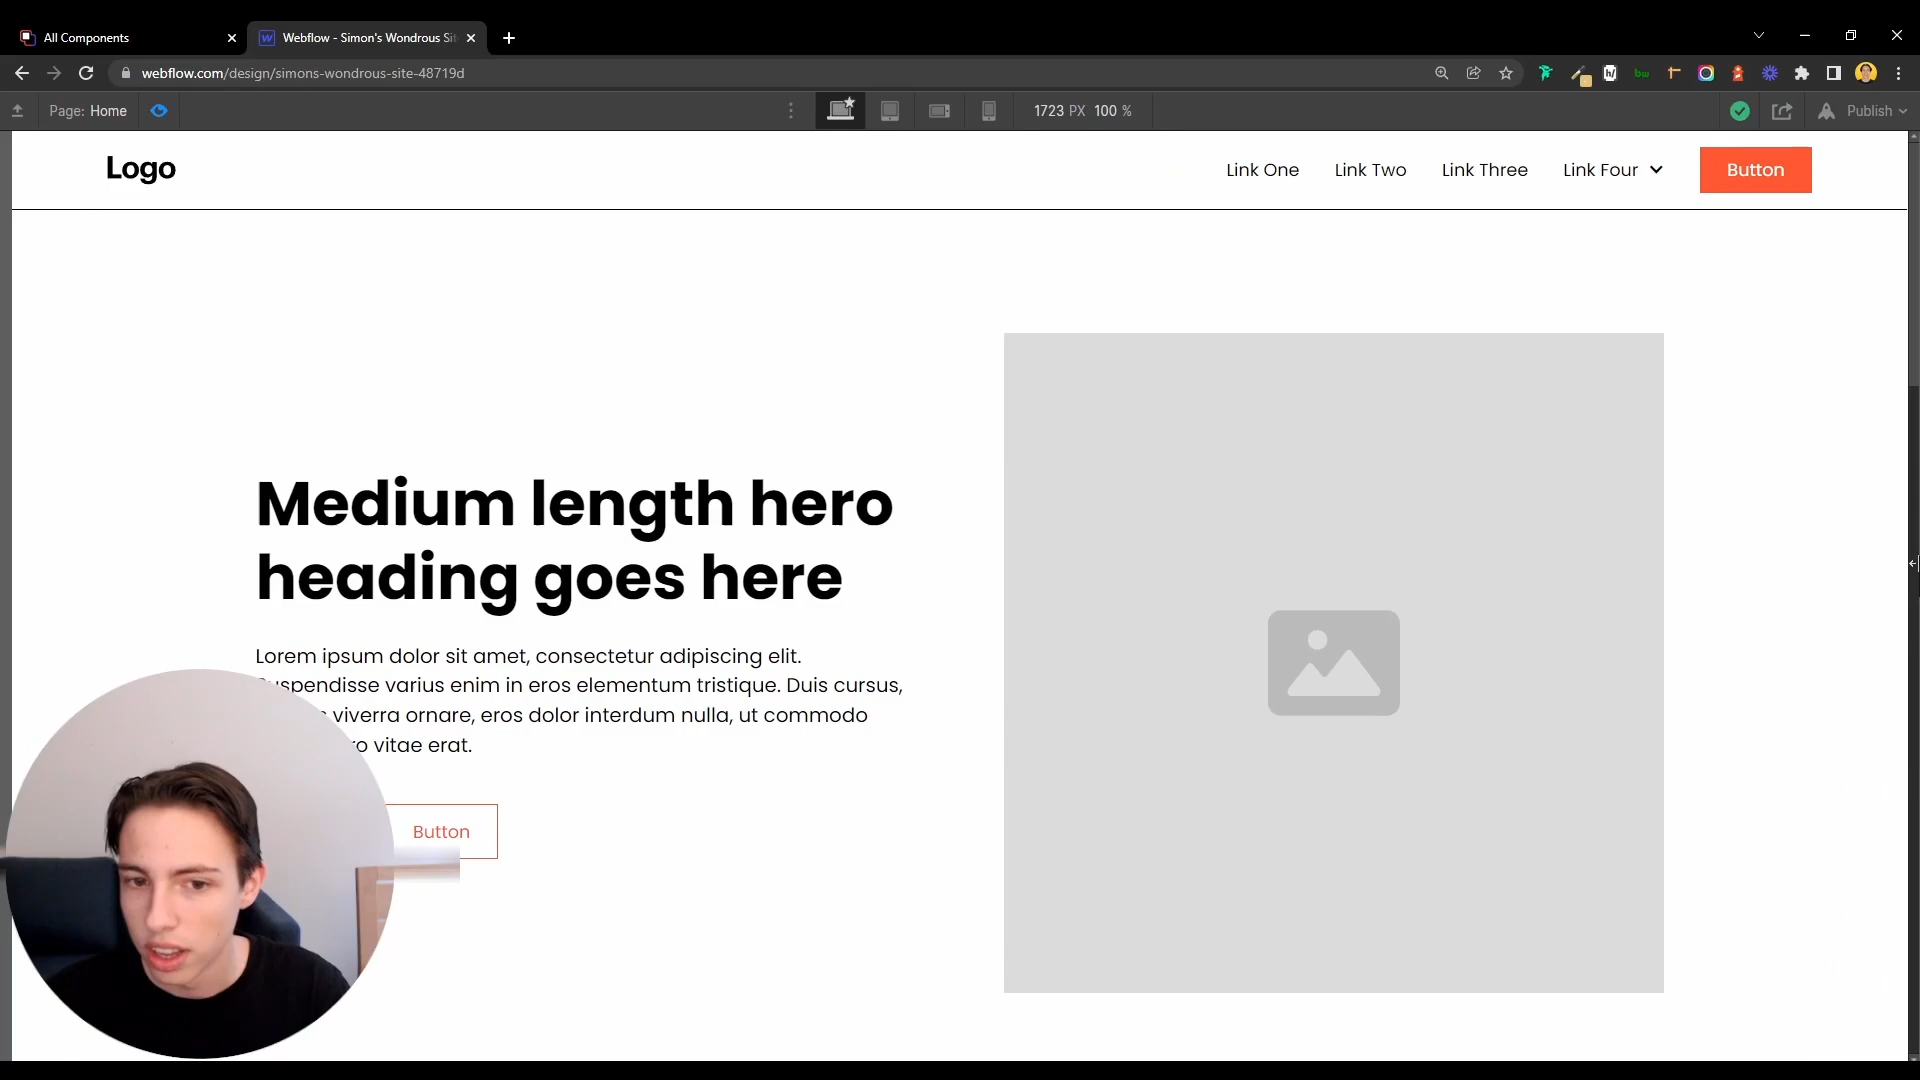 All Components
Webflow - Simon's Wondrous Sit
webflow.com/design/simons-wondrous-site-48719d
Page: Home
1723 PX 100 %
Publish
Logo
Link One
Link Two
Link Three
Link Four
Button
Medium length hero
heading goes here
Lorem ipsum dolor sit amet, consectetur adipiscing elit.
varius enim in eros elementum tristique. Duis cursus,
viverra ornare, eros dolor interdum nulla, ut commodo
vitae erat.
Button